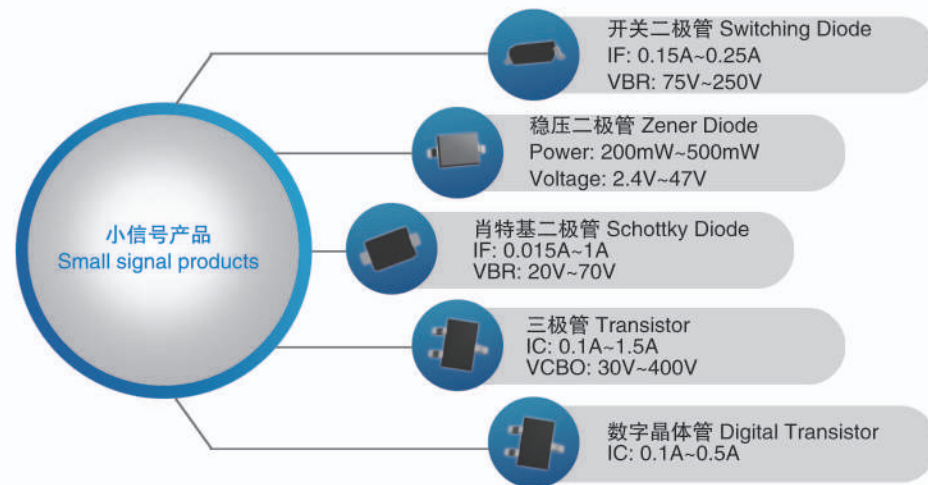 开关二极管 Switching Diode
IF: 0.15A~0.25A
VBR: 75V~250V
稳压二极管 Zener Diode
Power: 200mW~500mW
Voltage: 2.4V~47V
小信号产品
Small signal products
肖特基二极管 Schottky Diode
IF: 0.015A~1A
VBR: 20V~70V
三极管 Transistor
IC: 0.1A~1.5A
VCBO: 30V~400V
数字晶体管 Digital Transistor
IC: 0.1A~0.5A